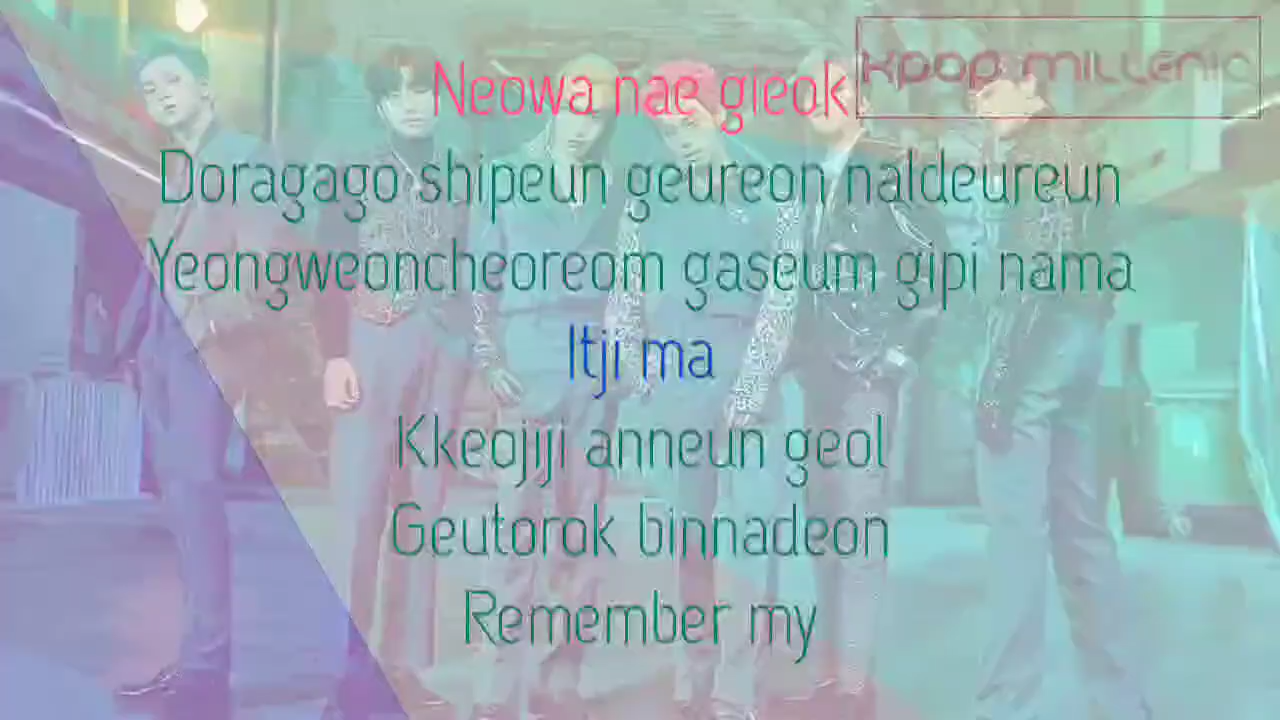 Neowa nae gieok
Kpop millenic
Doragago shipeun geureon naldeureun
Yeongweoncheoreom gaseum gipi nama
Itji ma
Kkeojiji anneun geol
Geutorok binnadeon
Remember my